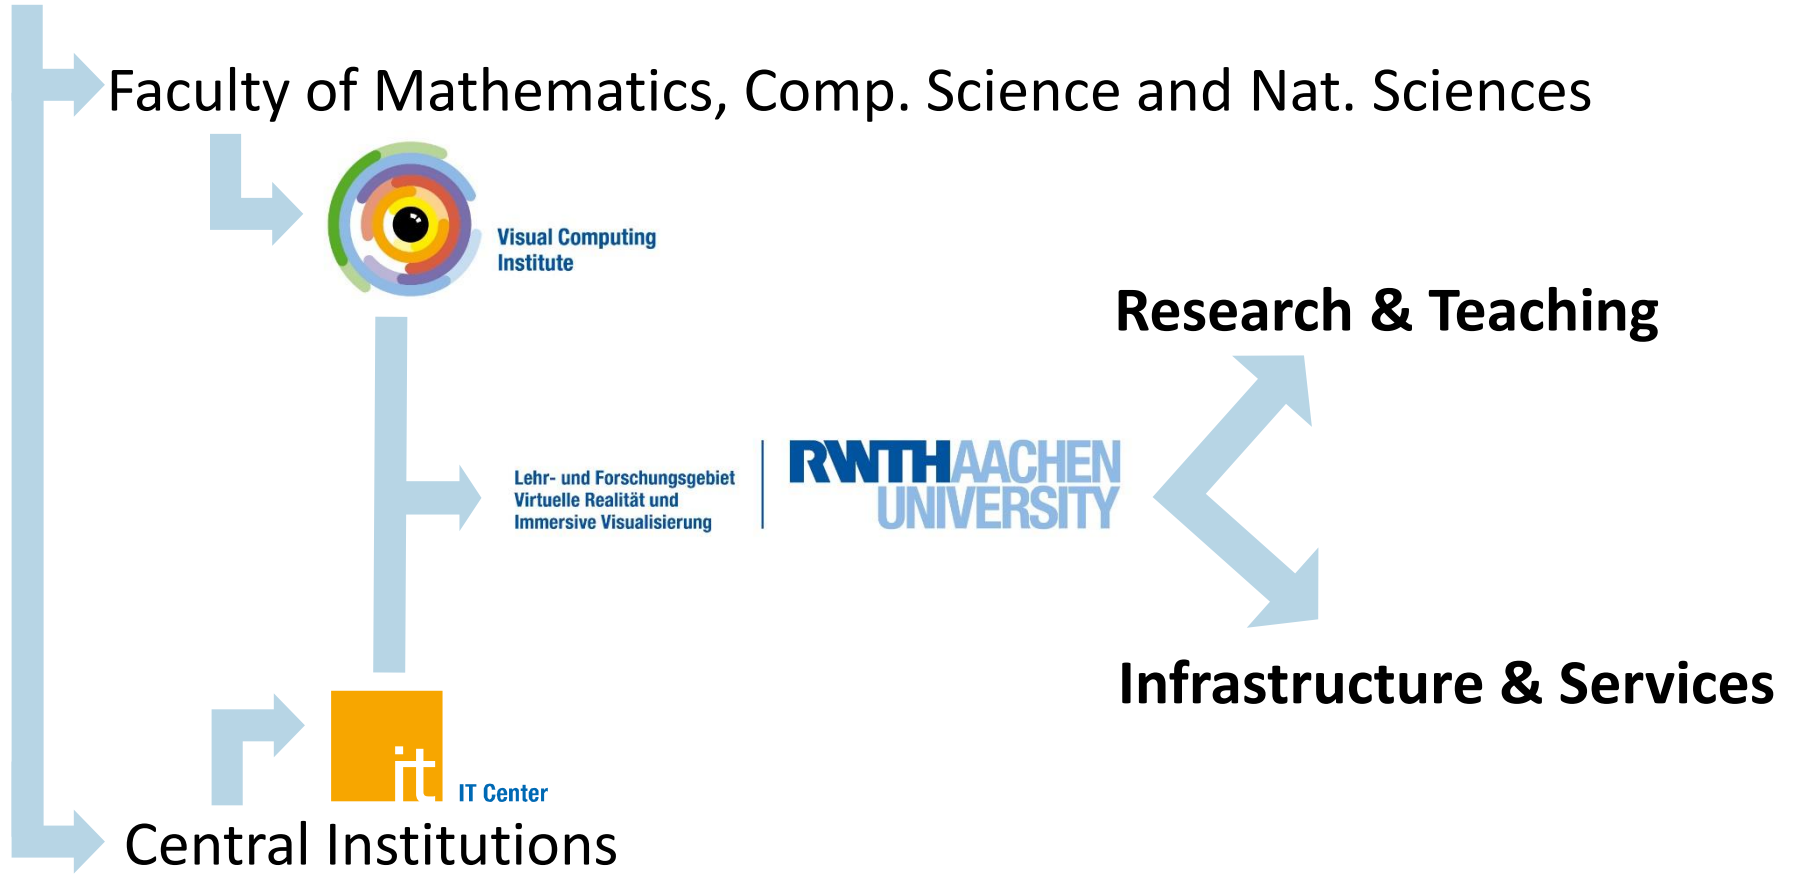 Faculty of Mathematics, Comp. Science and Nat. Sciences
Visual Computing
Institute
Research & Teaching
Lehr- und Forschungsgebiet
Virtuelle Realität und
Immersive Visualisierung
RWTHAACHEN
UNIVERSITY
Infrastructure & Services
it
IT Center
Central Institutions